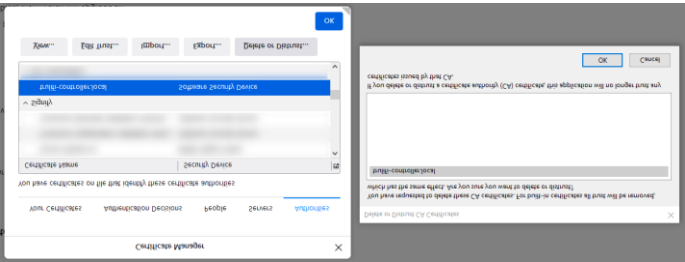 Certificate Manager
Your Certificates
Authentication Decisions
People
Servers
Authorities
You have certificates on file that identify these certificate authorities
Certificate Name
Security Device
Signify
trulifi-controller.local
Software Security Device
View...
Edit Trust...
Import...
Export...
Delete or Distrust...
OK
Delete or Distrust CA Certificates
You have requested to delete these CA certificates. For built-in certificates all trust will be removed,
which has the same effect. Are you sure you want to delete or distrust?
trulifi-controller.local
If you delete or distrust a certificate authority (CA) certificate, this application will no longer trust any
certificates issued by that CA.
OK
Cancel